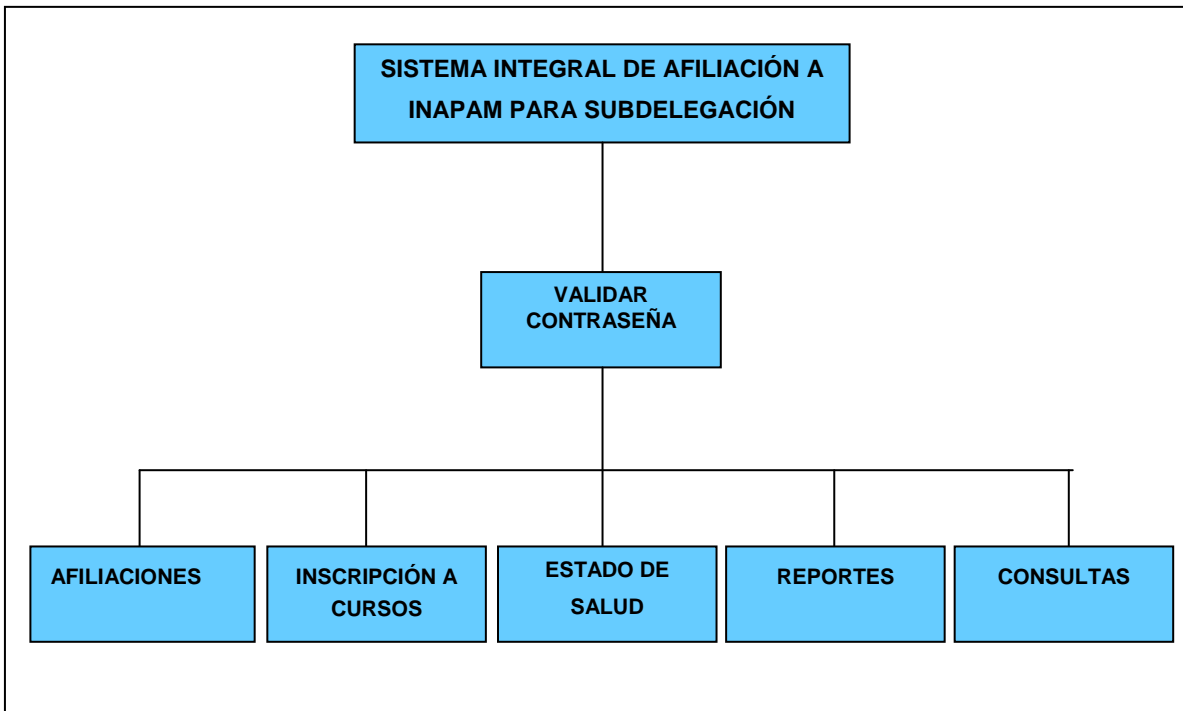 SISTEMA INTEGRAL DE AFILIACIÓN A
INAPAM PARA SUBDELEGACIÓN
VALIDAR
CONTRASEÑA
AFILIACIONES
INSCRIPCIÓN A
CURSOS
ESTADO DE
SALUD
REPORTES
CONSULTAS